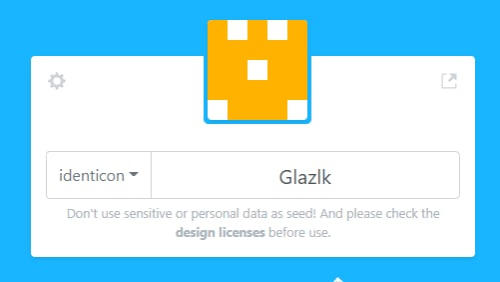 identicon
Glazlk
Don't use sensitive or personal data as seed! And please check the
design licenses before use.